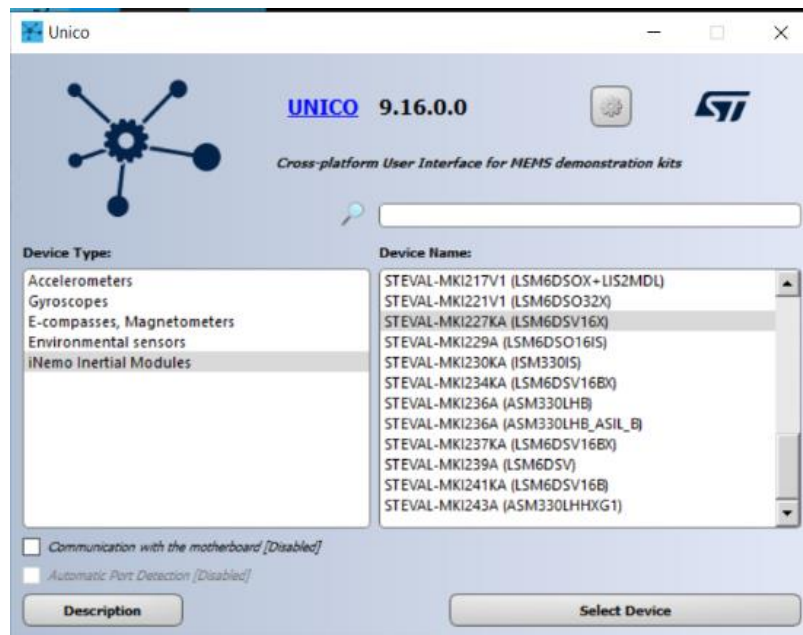 Unico
UNICO 9.16.0.0
ST
Cross-platform User Interface for MEMS demonstration kits
Device Type:
Accelerometers
Gyroscopes
E-compasses, Magnetometers
Environmental sensors
iNemo Inertial Modules
Device Name:
STEVAL-MKI217V1 (LSM6DSOX+LIS2MDL)
STEVAL-MKI221V1 (LSM6DSO32X)
STEVAL-MKI227KA (LSM6DSV16X)
STEVAL-MKI229A (LSM6DSO16IS)
STEVAL-MKI230KA (ISM330IS)
STEVAL-MKI234KA (LSM6DSV16BX)
STEVAL-MKI236A (ASM330LHB)
STEVAL-MKI236A (ASM330LHB_ASIL_B)
STEVAL-MKI237KA (LSM6DSV16BX)
STEVAL-MKI239A (LSM6DSV)
STEVAL-MKI241KA (LSM6DSV16B)
STEVAL-MKI243A (ASM330LHHXG1)
Communication with the motherboard [Disabled]
Automatic Port Detection [Disabled]
Description
Select Device